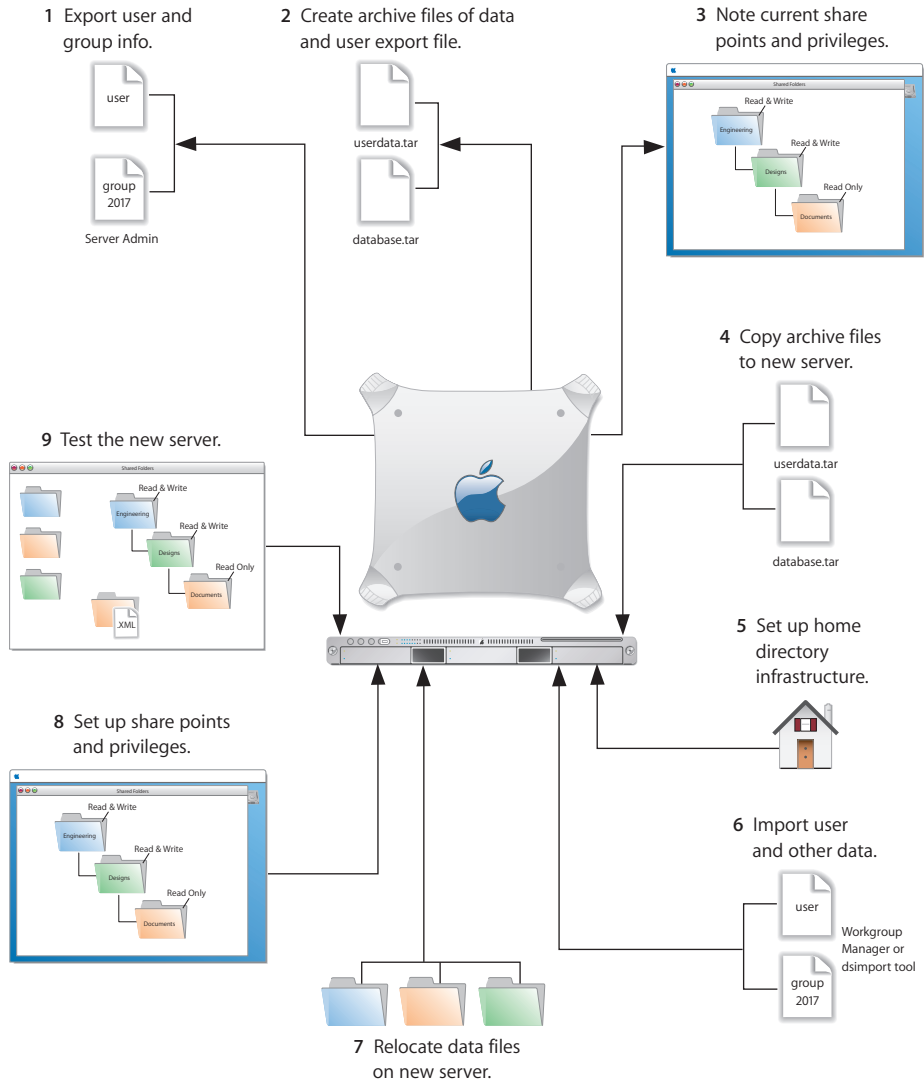 1 Export user and
group info.
user
group
2017
Server Admin
2 Create archive files of data
and user export file.
userdata.tar
database.tar
3 Note current share
points and privileges.
Shared Folders
Read & Write
Engineering
Read & Write
Designs
Read Only
Documents
4 Copy archive files
to new server.
userdata.tar
database.tar
5 Set up home
directory
infrastructure.
6 Import user
and other data.
user
group
2017
Workgroup
Manager or
dsimport tool
7 Relocate data files
on new server.
8 Set up share points
and privileges.
Shared Folders
Read & Write
Engineering
Read & Write
Designs
Read Only
Documents
9 Test the new server.
Shared Folders
Read & Write
Engineering
Read & Write
Designs
Read Only
Documents
.XML